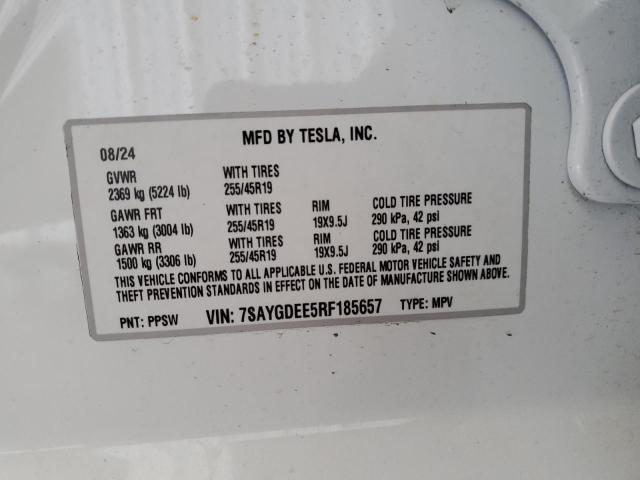 MFD BY TESLA, INC.
08/24
GVWR WITH TIRES
2369 kg (5224 lb) 255/45R19
GAWR FRT WITH TIRES RIM COLD TIRE PRESSURE
1363 kg (3004 lb) 255/45R19 19X9.5J 290 kPa, 42 psi
GAWR RR WITH TIRES RIM COLD TIRE PRESSURE
1500 kg (3306 lb) 255/45R19 19X9.5J 290 kPa, 42 psi
THIS VEHICLE CONFORMS TO ALL APPLICABLE U.S. FEDERAL MOTOR VEHICLE SAFETY AND
THEFT PREVENTION STANDARDS IN EFFECT ON THE DATE OF MANUFACTURE SHOWN ABOVE.
PNT: PPSW VIN: 7SAYGDEE5RF185657 TYPE: MPV